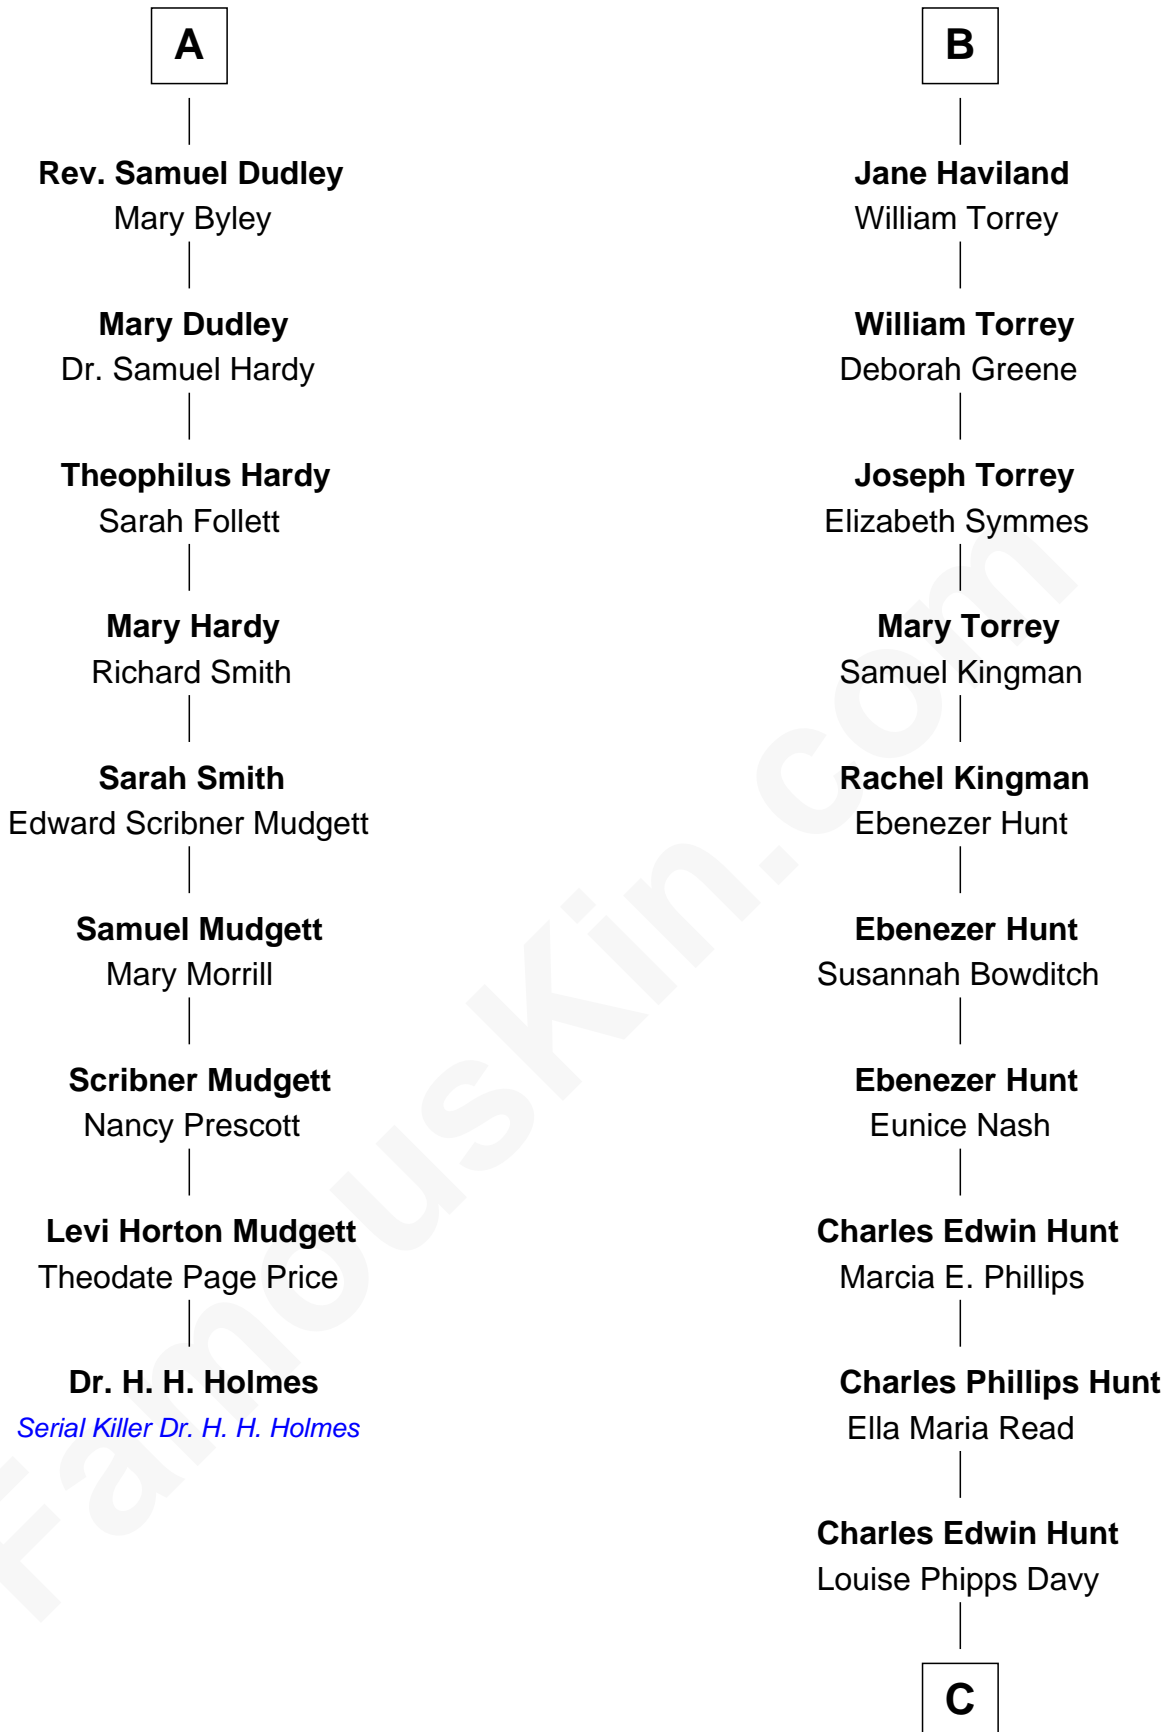 A
Rev. Samuel Dudley
Mary Byley
Mary Dudley
Dr. Samuel Hardy
Theophilus Hardy
Sarah Follett
Mary Hardy
Richard Smith
Sarah Smith
Edward Scribner Mudgett
Samuel Mudgett
Mary Morrill
Scribner Mudgett
Nancy Prescott
Levi Horton Mudgett
Theodate Page Price
Dr. H. H. Holmes
Serial Killer Dr. H. H. Holmes
B
Jane Haviland
William Torrey
William Torrey
Deborah Greene
Joseph Torrey
Elizabeth Symmes
Mary Torrey
Samuel Kingman
Rachel Kingman
Ebenezer Hunt
Ebenezer Hunt
Susannah Bowditch
Ebenezer Hunt
Eunice Nash
Charles Edwin Hunt
Marcia E. Phillips
Charles Phillips Hunt
Ella Maria Read
Charles Edwin Hunt
Louise Phipps Davy
C
FamousKin.com